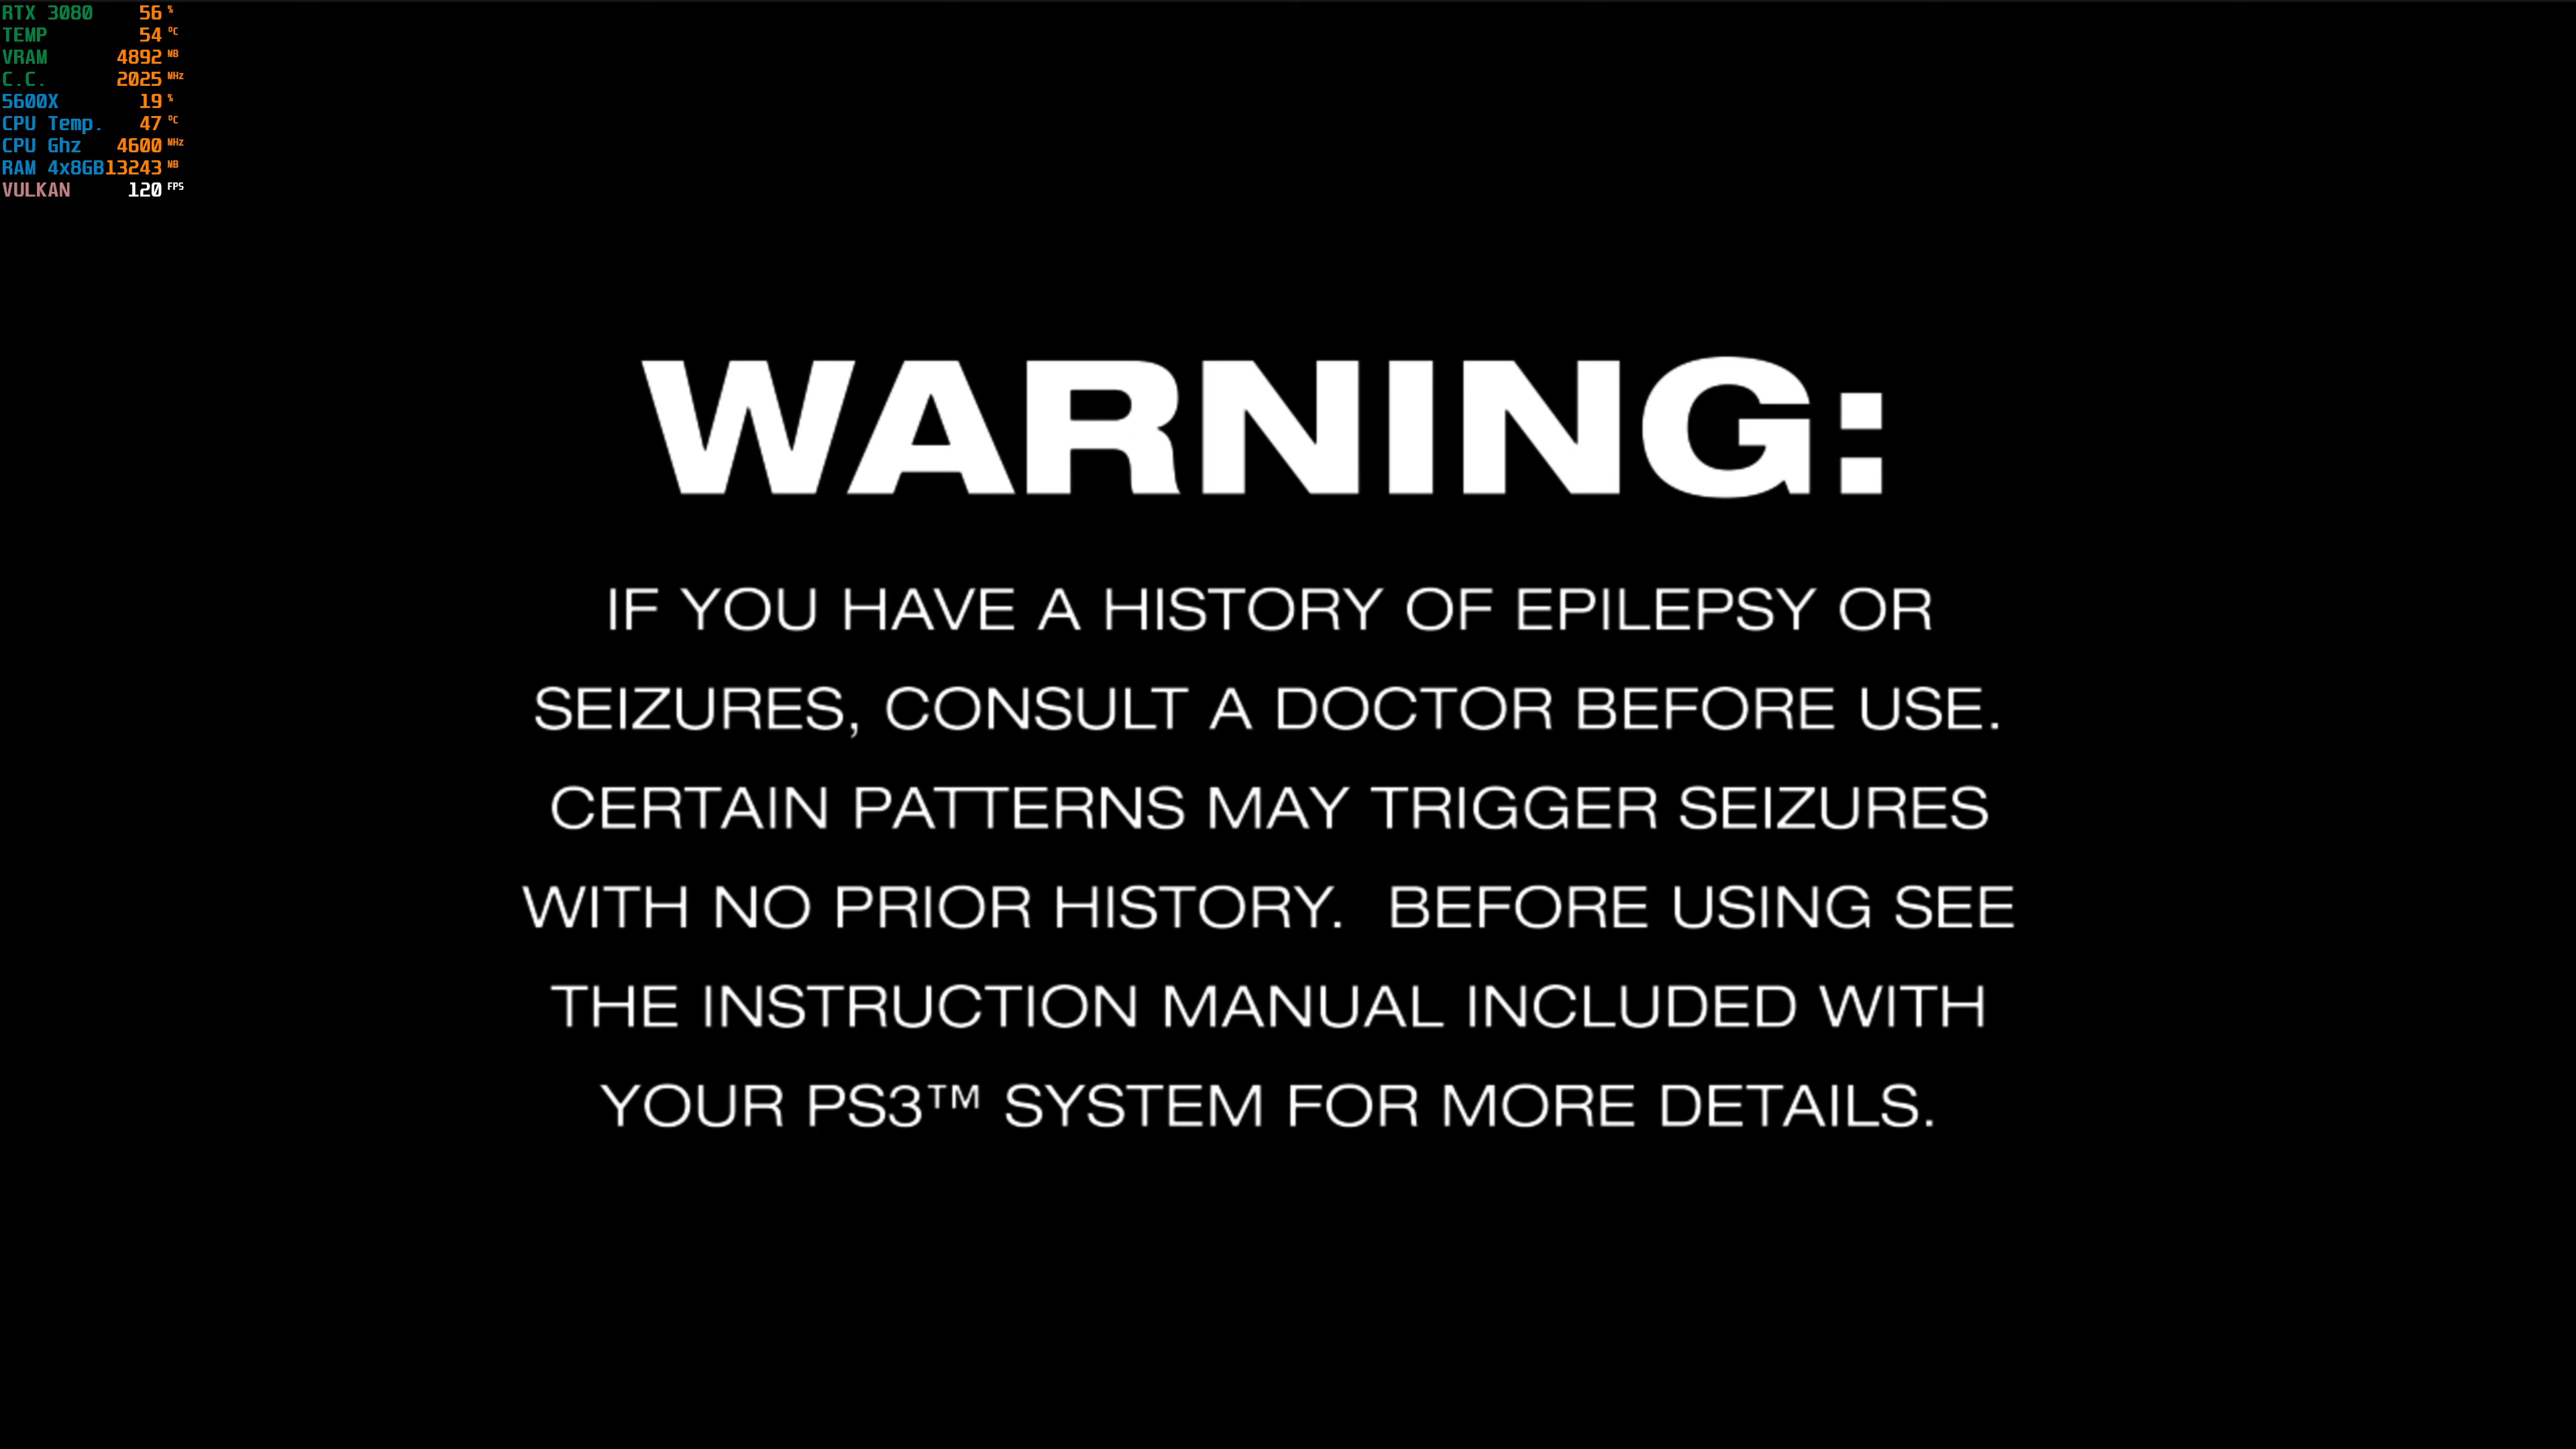 RTX 3080 56 %
TEMP 54 °C
VRAM 4892 MB
C.C. 2025 MHz
5600X 19 %
CPU Temp. 47 °C
CPU Ghz 4600 MHz
RAM 4x8GB13243 MB
VULKAN 120 FPS
WARNING:
IF YOU HAVE A HISTORY OF EPILEPSY OR
SEIZURES, CONSULT A DOCTOR BEFORE USE.
CERTAIN PATTERNS MAY TRIGGER SEIZURES
WITH NO PRIOR HISTORY.  BEFORE USING SEE
THE INSTRUCTION MANUAL INCLUDED WITH
YOUR PS3™ SYSTEM FOR MORE DETAILS.